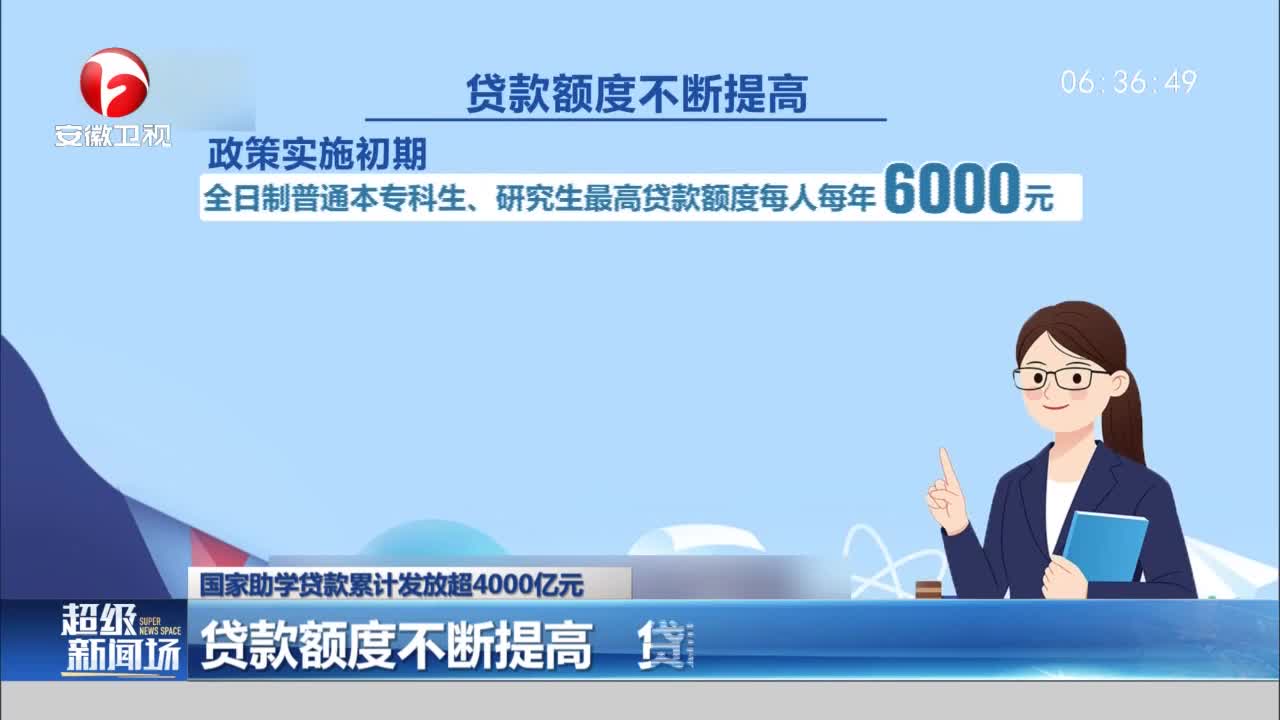 安徽卫视
贷款额度不断提高
06:36:49
政策实施初期
全日制普通本专科生、研究生最高贷款额度每人每年6000元
国家助学贷款累计发放超4000亿元
超级新闻场
SUPER
NEWS SPACE
贷款额度不断提高